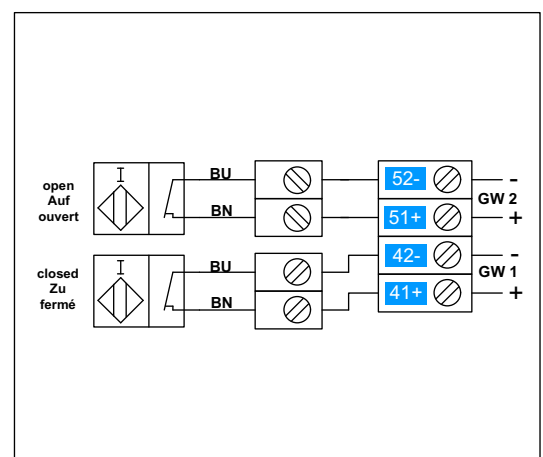 open
Auf
ouvert
BU
BN
52-
51+
-
GW 2
+
closed
Zu
fermé
BU
BN
42-
41+
-
GW 1
+